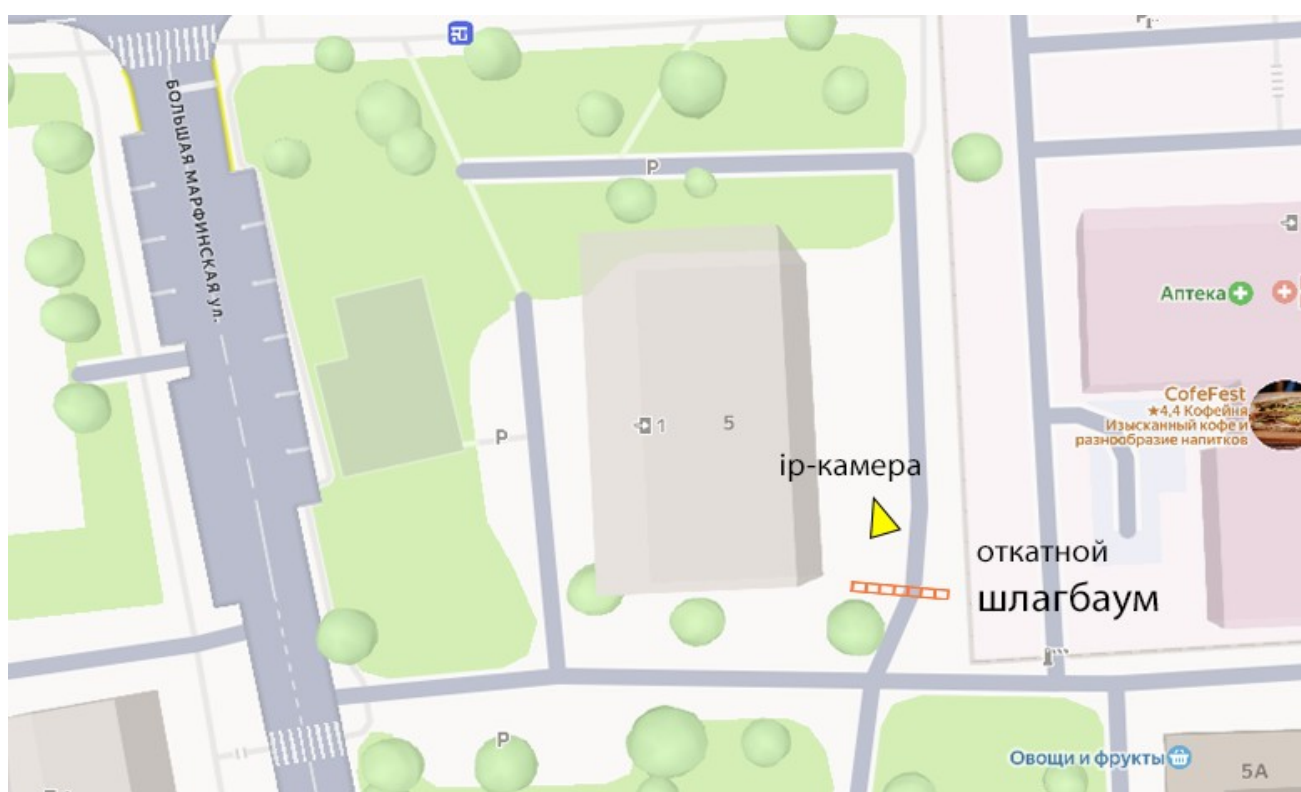 БОЛЬШАЯ МАРФИНСКАЯ ул.
P
Аптека
CofeFest
★4,4 Кофейня
Изысканный кофе и
разнообразие напитков
1
5
P
ip-камера
откатной
шлагбаум
P
Овощи и фрукты
5А